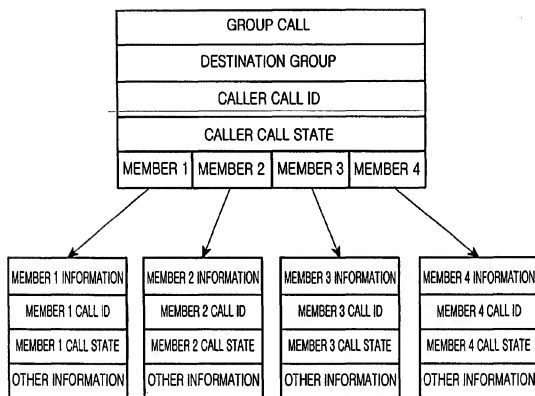 GROUP CALL
DESTINATION GROUP
CALLER CALL ID
CALLER CALL STATE
MEMBER 1 MEMBER 2 MEMBER 3 MEMBER 4
MEMBER 1 INFORMATION MEMBER 2 INFORMATION MEMBER 3 INFORMATION MEMBER 4 INFORMATION
MEMBER 1 CALL ID MEMBER 2 CALL ID MEMBER 3 CALL ID MEMBER 4 CALL ID
MEMBER 1 CALL STATE MEMBER 2 CALL STATE MEMBER 3 CALL STATE MEMBER 4 CALL STATE
OTHER INFORMATION OTHER INFORMATION OTHER INFORMATION OTHER INFORMATION